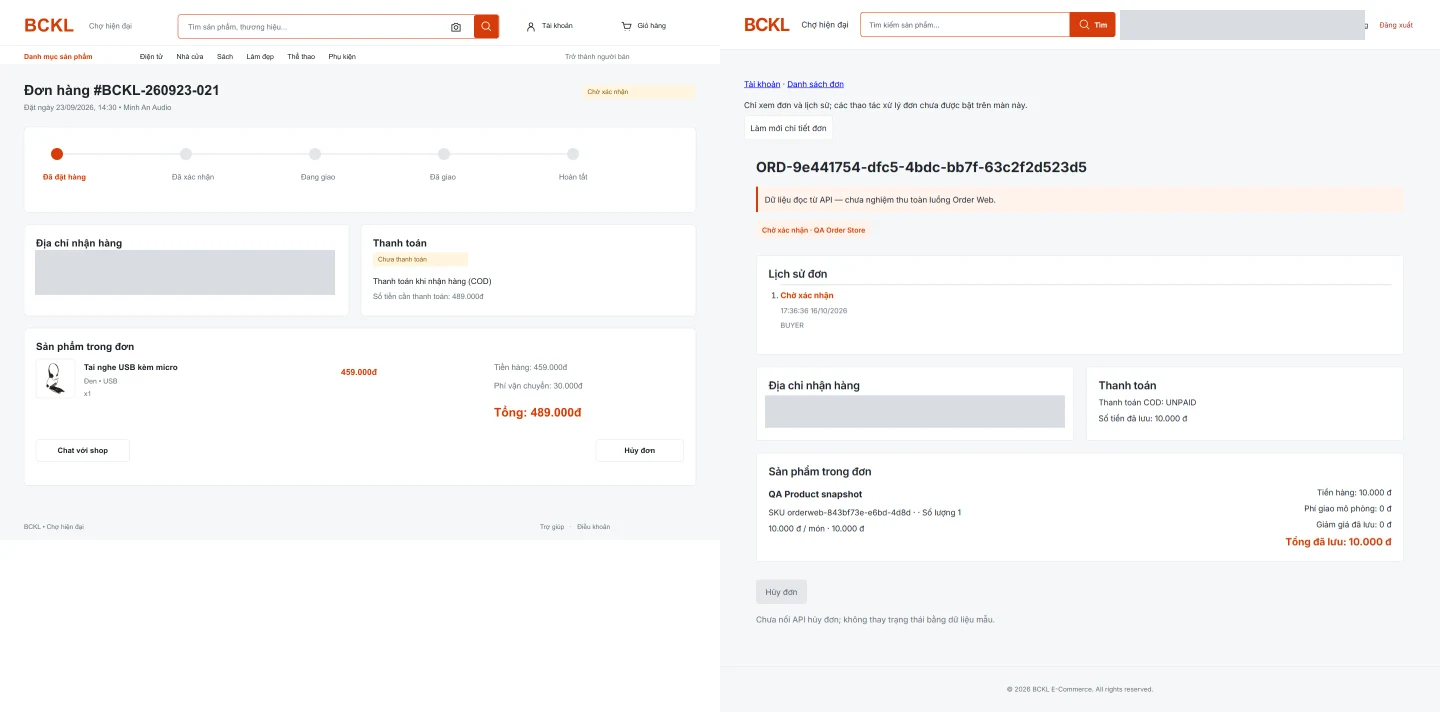 BCKL
Chợ hiện đại
Tìm sản phẩm, thương hiệu...
Tài khoản
Giỏ hàng
Danh mục sản phẩm
Điện tử
Nhà cửa
Sách
Làm đẹp
Thể thao
Phụ kiện
Trở thành người bán
Đơn hàng #BCKL-260923-021
Chờ xác nhận
Đặt ngày 23/09/2026, 14:30 • Minh An Audio
Đã đặt hàng
Đã xác nhận
Đang giao
Đã giao
Hoàn tất
Địa chỉ nhận hàng
Thanh toán
Chưa thanh toán
Thanh toán khi nhận hàng (COD)
Số tiền cần thanh toán: 489.000đ
Sản phẩm trong đơn
Tai nghe USB kèm micro
Đen • USB
x1
459.000đ
Tiền hàng: 459.000đ
Phí vận chuyển: 30.000đ
Tổng: 489.000đ
Chat với shop
Hủy đơn
BCKL • Chợ hiện đại
Trợ giúp · Điều khoản
BCKL
Chợ hiện đại
Tìm kiếm sản phẩm...
Tìm
Đăng xuất
Tài khoản · Danh sách đơn
Chỉ xem đơn và lịch sử; các thao tác xử lý đơn chưa được bật trên màn này.
Làm mới chi tiết đơn
ORD-9e441754-dfc5-4bdc-bb7f-63c2f2d523d5
Dữ liệu đọc từ API — chưa nghiệm thu toàn luồng Order Web.
Chờ xác nhận · QA Order Store
Lịch sử đơn
1. Chờ xác nhận
17:36:36 16/10/2026
BUYER
Địa chỉ nhận hàng
Thanh toán
Thanh toán COD: UNPAID
Số tiền đã lưu: 10.000 đ
Sản phẩm trong đơn
QA Product snapshot
SKU orderweb-843bf73e-e6bd-4d8d · · Số lượng 1
10.000 đ / món · 10.000 đ
Tiền hàng: 10.000 đ
Phí giao mô phỏng: 0 đ
Giảm giá đã lưu: 0 đ
Tổng đã lưu: 10.000 đ
Hủy đơn
Chưa nối API hủy đơn; không thay trạng thái bằng dữ liệu mẫu.
© 2026 BCKL E-Commerce. All rights reserved.